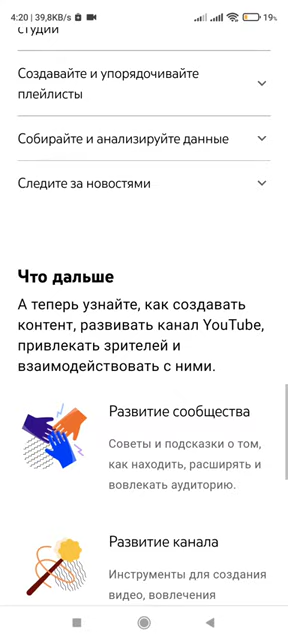 4:20 | 39,8KB/s
19%
студии
Создавайте и упорядочивайте
плейлисты
Собирайте и анализируйте данные
Следите за новостями
Что дальше
А теперь узнайте, как создавать
контент, развивать канал YouTube,
привлекать зрителей и
взаимодействовать с ними.
Развитие сообщества
Советы и подсказки о том,
как находить, расширять и
вовлекать аудиторию.
Развитие канала
Инструменты для создания
видео, вовлечения